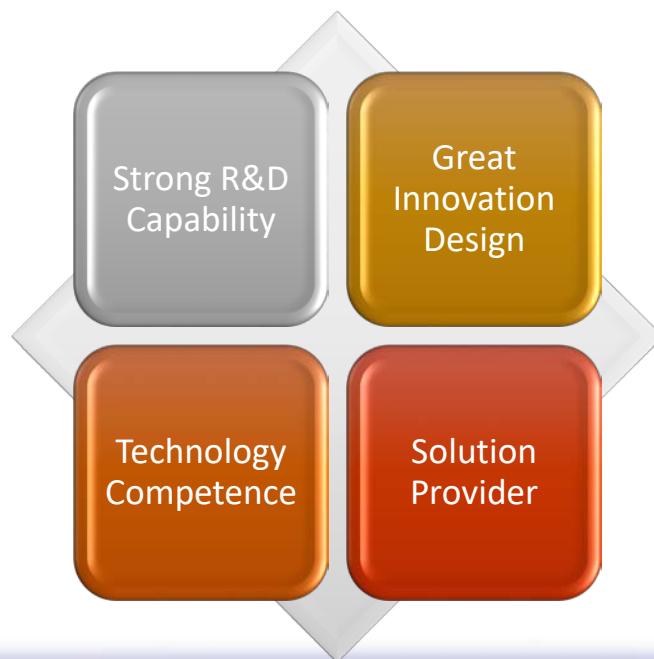 Strong R&D
Capability
Great
Innovation
Design
Technology
Competence
Solution
Provider